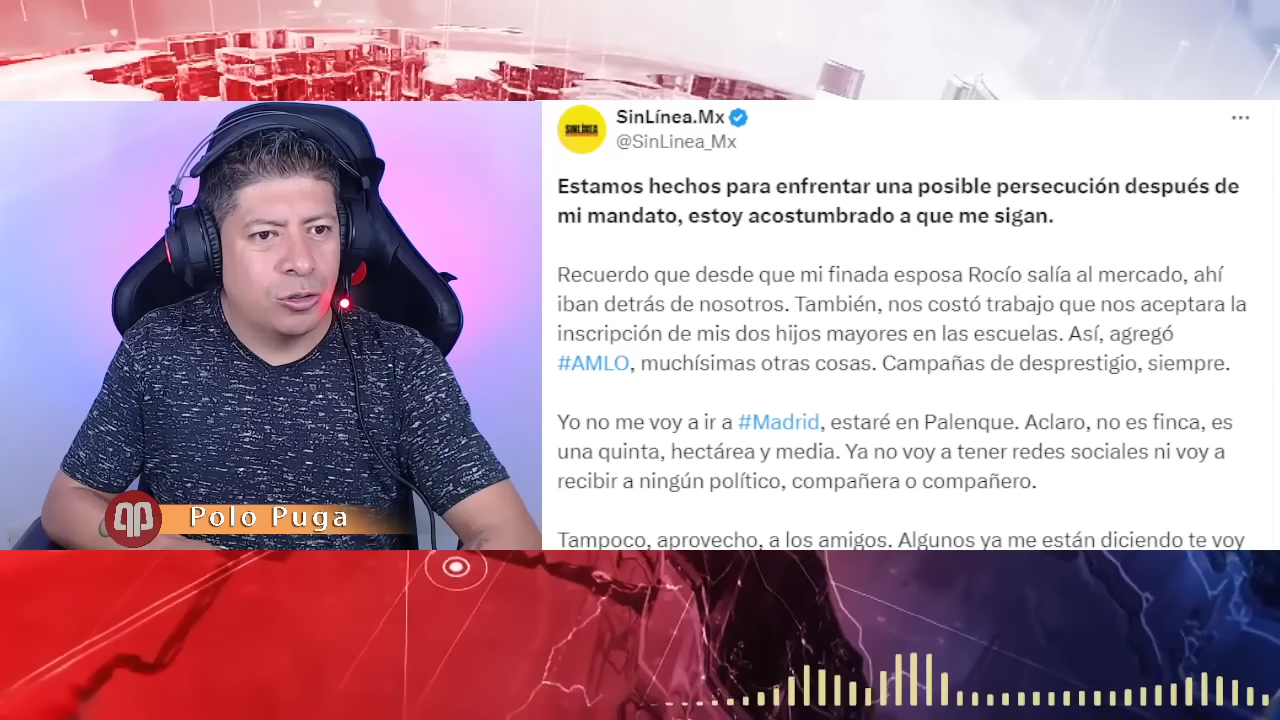 SinLínea.Mx
SINLÍNEA
@SinLinea_Mx
Estamos hechos para enfrentar una posible persecución después de
mi mandato, estoy acostumbrado a que me sigan.
Recuerdo que desde que mi finada esposa Rocío salía al mercado, ahí
iban detrás de nosotros. También, nos costó trabajo que nos aceptara la
inscripción de mis dos hijos mayores en las escuelas. Así, agregó
#AMLO, muchísimas otras cosas. Campañas de desprestigio, siempre.
Yo no me voy a ir a #Madrid, estaré en Palenque. Aclaro, no es finca, es
una quinta, hectárea y media. Ya no voy a tener redes sociales ni voy a
recibir a ningún político, compañera o compañero.
Polo Puga
Tampoco, aprovecho, a los amigos. Algunos ya me están diciendo te voy